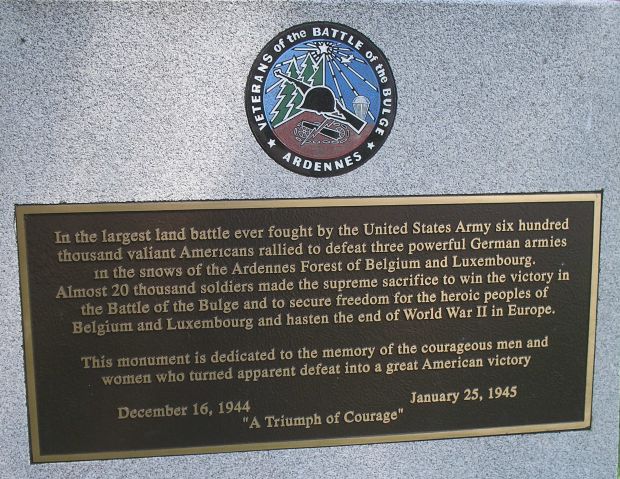 VETERANS of the BATTLE of the BULGE
★ ARDENNES ★
In the largest land battle ever fought by the United States Army six hundred
thousand valiant Americans rallied to defeat three powerful German armies
in the snows of the Ardennes Forest of Belgium and Luxembourg.
Almost 20 thousand soldiers made the supreme sacrifice to win the victory in
the Battle of the Bulge and to secure freedom for the heroic peoples of
Belgium and Luxembourg and hasten the end of World War II in Europe.
This monument is dedicated to the memory of the courageous men and
women who turned apparent defeat into a great American victory
December 16, 1944 January 25, 1945
"A Triumph of Courage"